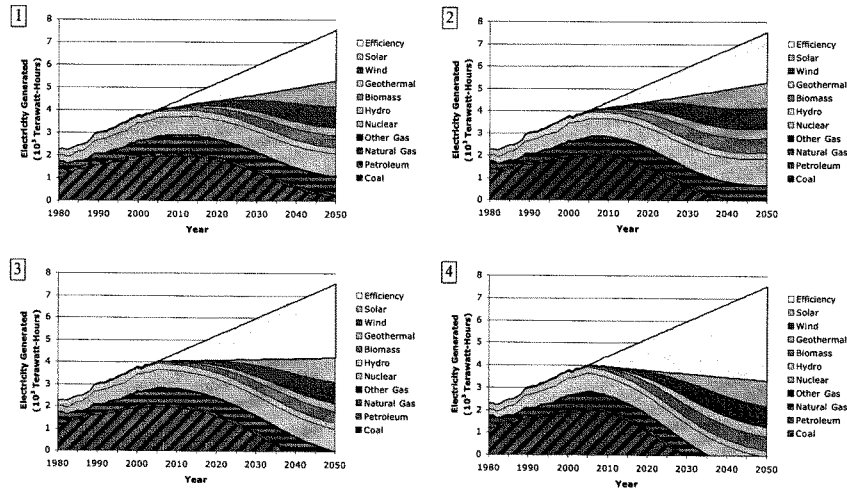 1
8
7
6
5
4
3
2
1
0
Electricity Generated
(10³ Terawatt-Hours)
1980 1990 2000 2010 2020 2030 2040 2050
Year
Efficiency
Solar
Wind
Geothermal
Biomass
Hydro
Nuclear
Other Gas
Natural Gas
Petroleum
Coal
2
8
7
6
5
4
3
2
1
0
Electricity Generated
(10³ Terawatt-Hours)
1980 1990 2000 2010 2020 2030 2040 2050
Year
Efficiency
Solar
Wind
Geothermal
Biomass
Hydro
Nuclear
Other Gas
Natural Gas
Petroleum
Coal
3
8
7
6
5
4
3
2
1
0
Electricity Generated
(10³ Terawatt-Hours)
1980 1990 2000 2010 2020 2030 2040 2050
Year
Efficiency
Solar
Wind
Geothermal
Biomass
Hydro
Nuclear
Other Gas
Natural Gas
Petroleum
Coal
4
8
7
6
5
4
3
2
1
0
Electricity Generated
(10³ Terawatt-Hours)
1980 1990 2000 2010 2020 2030 2040 2050
Year
Efficiency
Solar
Wind
Geothermal
Biomass
Hydro
Nuclear
Other Gas
Natural Gas
Petroleum
Coal